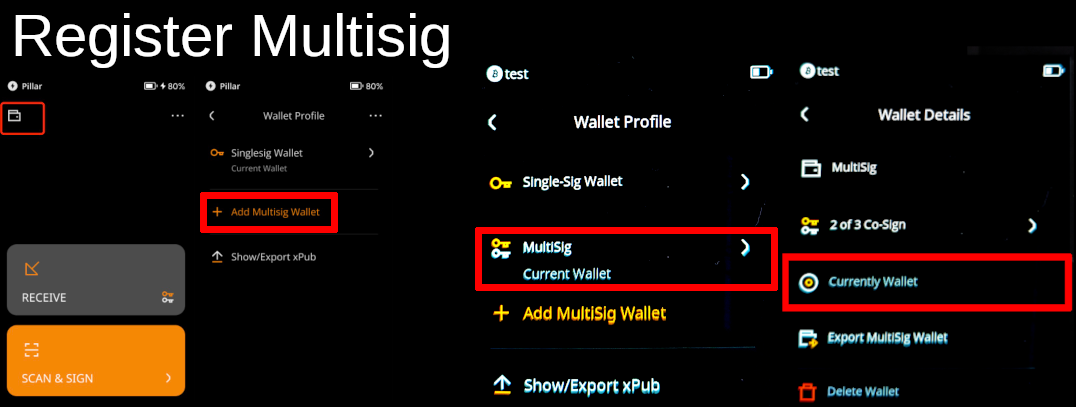 Register Multisig
Pillar
80%
RECEIVE
SCAN & SIGN
Pillar
80%
Wallet Profile
Singlesig Wallet
Current Wallet
Add Multisig Wallet
Show/Export xPub
test
Wallet Profile
Single-Sig Wallet
MultiSig
Current Wallet
Add MultiSig Wallet
Show/Export xPub
test
Wallet Details
MultiSig
2 of 3 Co-Sign
Currently Wallet
Export MultiSig Wallet
Delete Wallet